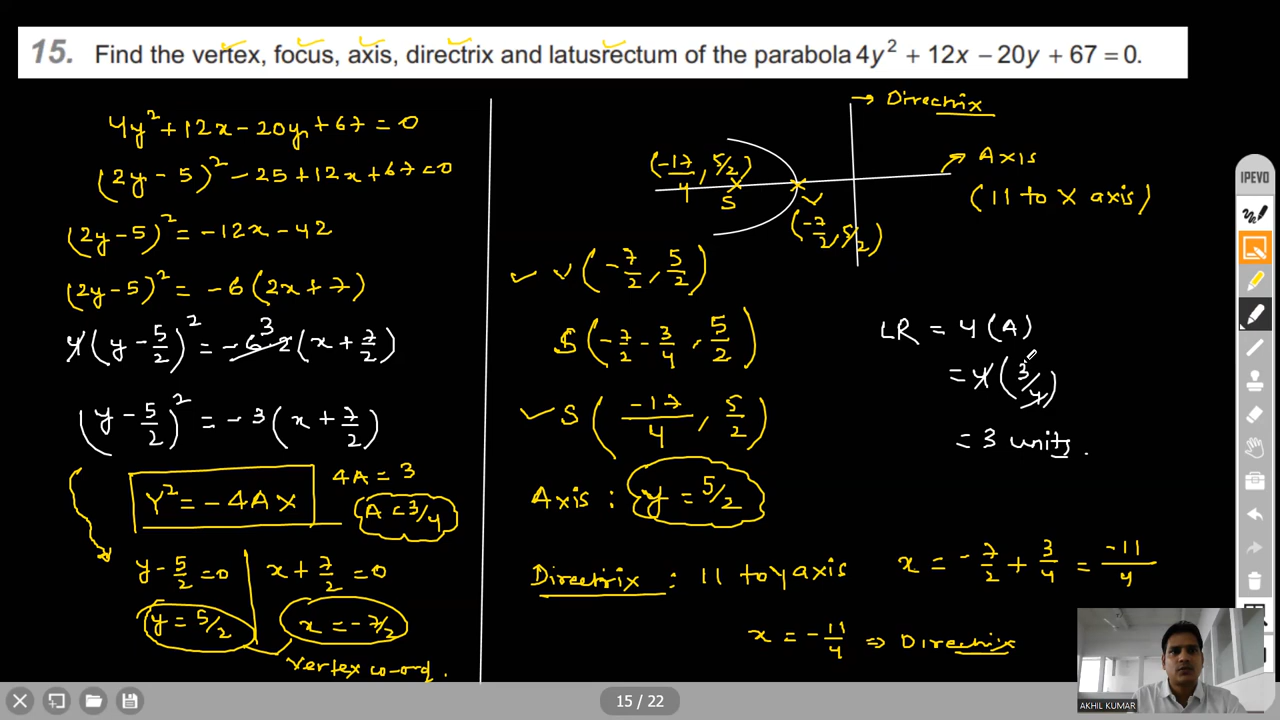 15. Find the vertex, focus, axis, directrix and latusrectum of the parabola 4y² + 12x − 20y + 67 = 0.
4y² + 12x − 20y + 67 = 0
(2y − 5)² − 25 + 12x + 67 = 0
(2y − 5)² = −12x − 42
(2y − 5)² = −6 (2x + 7)
4 (y − 5/2)² = −6 3 2 (x + 7/2)
(y − 5/2)² = −3 (x + 7/2)
Y² = −4AX
4A = 3
A = 3/4
y − 5/2 = 0
x + 7/2 = 0
y = 5/2
x = −7/2
Vertex co-ord.
→ Directrix
→ Axis
(11 to X axis)
(−17/4, 5/2)
S
V
(−7/2, 5/2)
✓ V (−7/2, 5/2)
S (−7/2 − 3/4, 5/2)
✓ S (−17/4, 5/2)
Axis : y = 5/2
Directrix : 11 to y axis
x = −7/2 + 3/4 = −11/4
x = −11/4 ⇒ Directrix
LR = 4 (A)
= 4 (3/4)
= 3 units.
IPEVO
15 / 22
AKHIL KUMAR